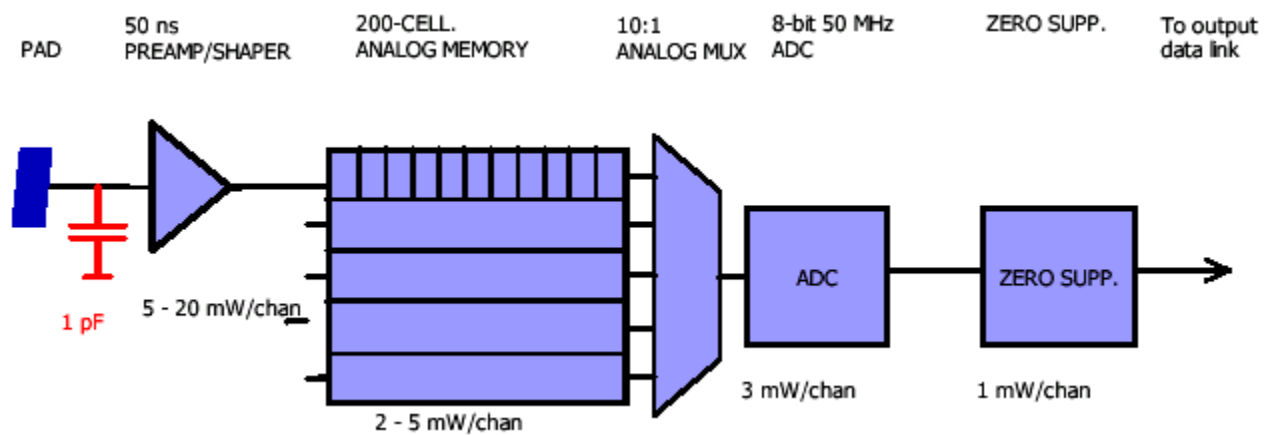 PAD
50 ns
PREAMP/SHAPER
200-CELL.
ANALOG MEMORY
10:1
ANALOG MUX
8-bit 50 MHz
ADC
ZERO SUPP.
To output
data link
ADC
ZERO SUPP.
1 pF
5 - 20 mW/chan
2 - 5 mW/chan
3 mW/chan
1 mW/chan